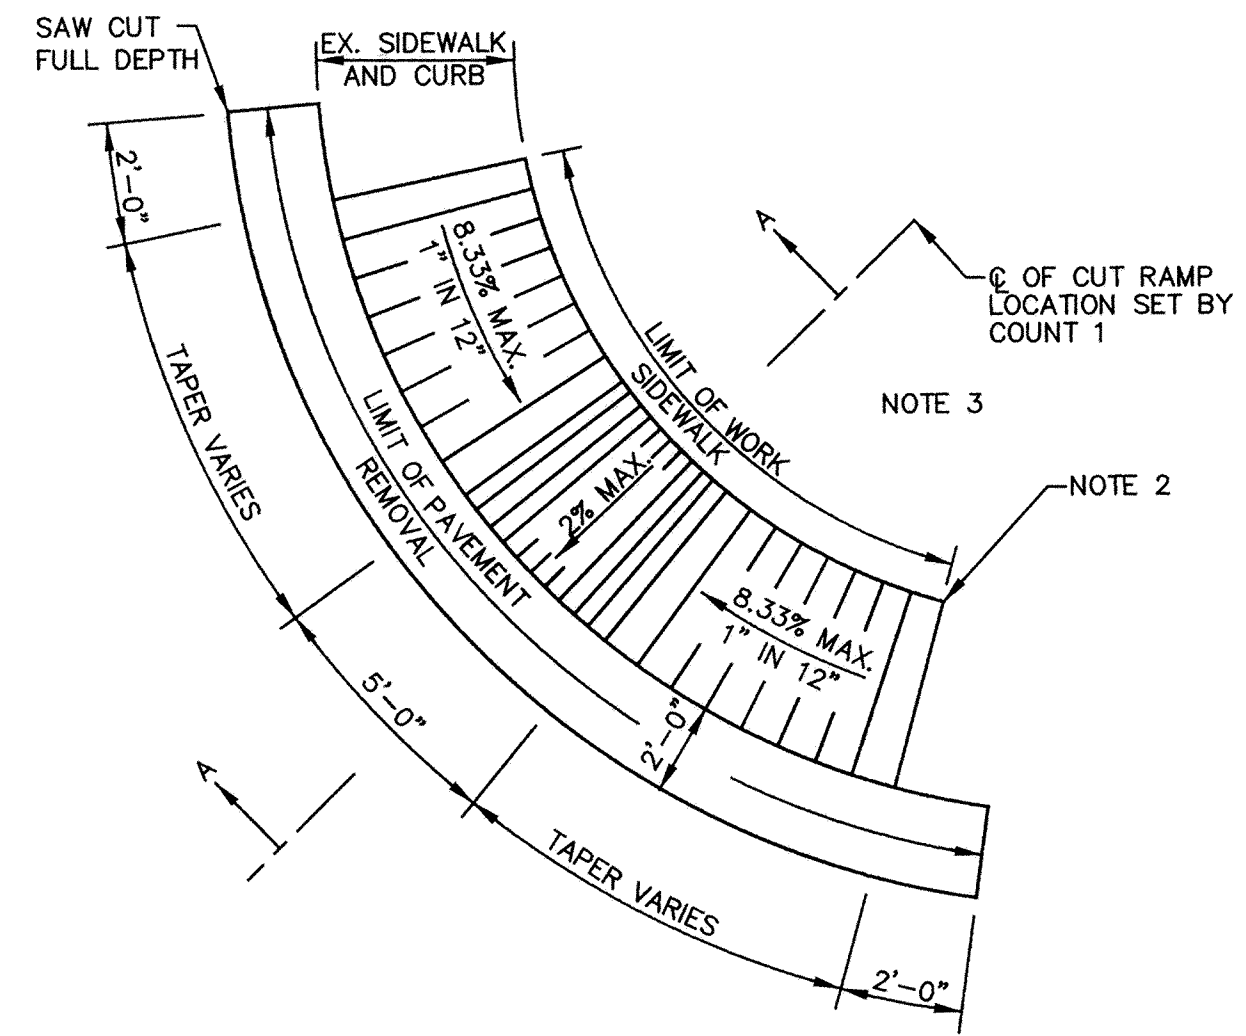 SAW CUT
FULL DEPTH
EX. SIDEWALK
AND CURB
2'-0"
8.33% MAX.
1" IN 12"
A
℄ OF CUT RAMP
LOCATION SET BY
COUNT 1
LIMIT OF WORK
SIDEWALK
NOTE 3
TAPER VARIES
LIMIT OF PAVEMENT
REMOVAL
2% MAX.
NOTE 2
8.33% MAX.
1" IN 12"
5'-0"
2'-0"
A
TAPER VARIES
2'-0"